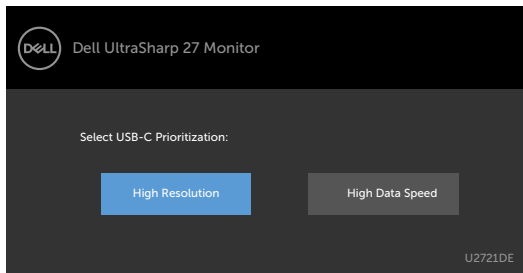 DELL Dell UltraSharp 27 Monitor
Select USB-C Prioritization:
High Resolution High Data Speed
U2721DE